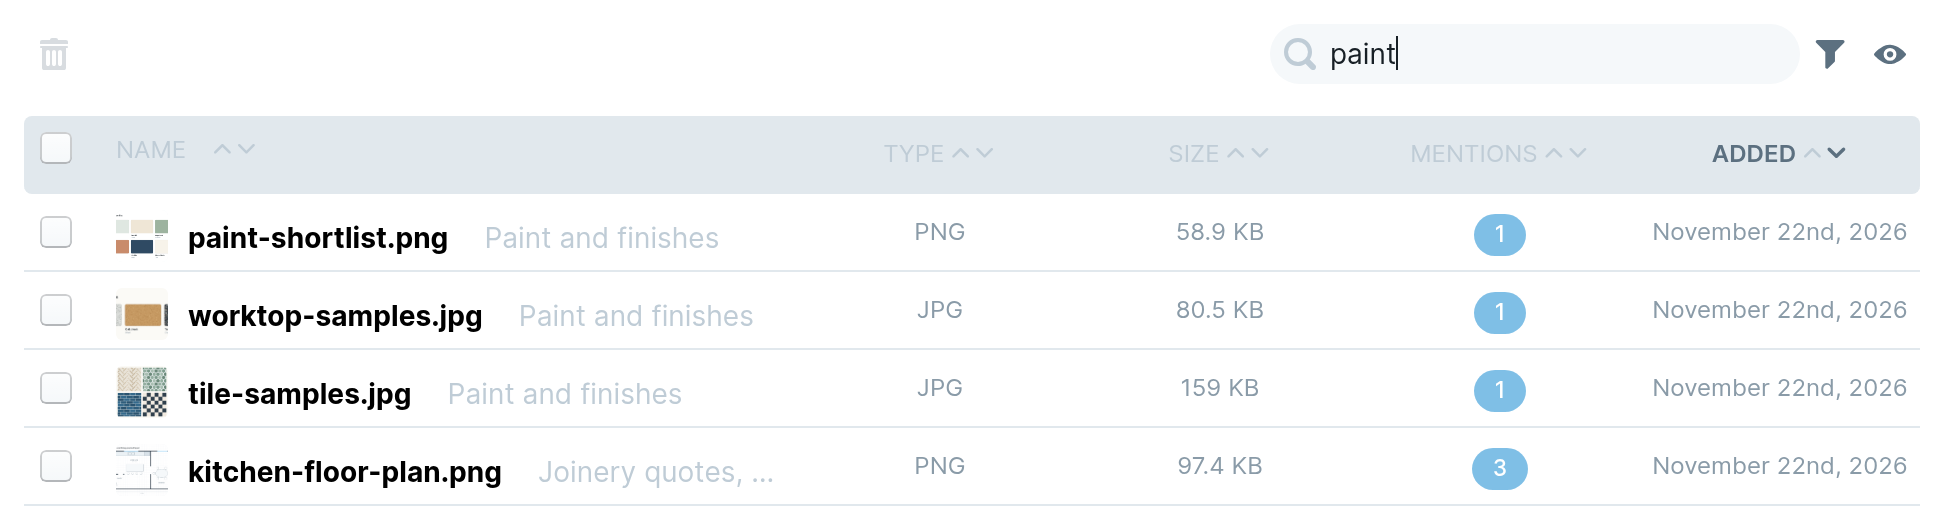 paint
NAME TYPE SIZE MENTIONS ADDED
paint-shortlist.png Paint and finishes PNG 58.9 KB 1 November 22nd, 2026
worktop-samples.jpg Paint and finishes JPG 80.5 KB 1 November 22nd, 2026
tile-samples.jpg Paint and finishes JPG 159 KB 1 November 22nd, 2026
kitchen-floor-plan.png Joinery quotes, ... PNG 97.4 KB 3 November 22nd, 2026